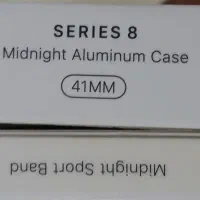 SERIES 8
Midnight Aluminum Case
41MM
Midnight Sport Band